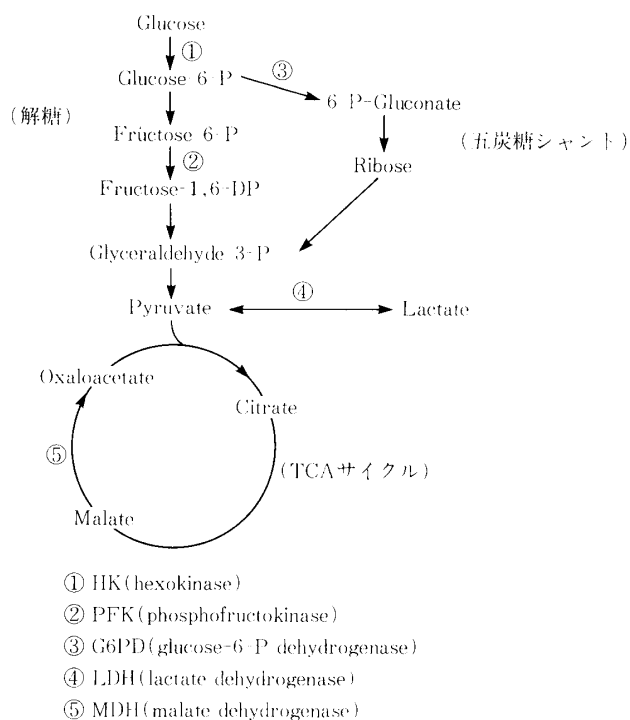 Glucose
①
Glucose-6-P
③
6 P-Gluconate
(解糖)
Fructose 6-P
(五炭糖シャント)
②
Ribose
Fructose-1,6-DP
Glyceraldehyde 3-P
④
Pyruvate
Lactate
Oxaloacetate
Citrate
⑤
(TCAサイクル)
Malate
① HK(hexokinase)
② PFK(phosphofructokinase)
③ G6PD(glucose-6-P dehydrogenase)
④ LDH(lactate dehydrogenase)
⑤ MDH(malate dehydrogenase)